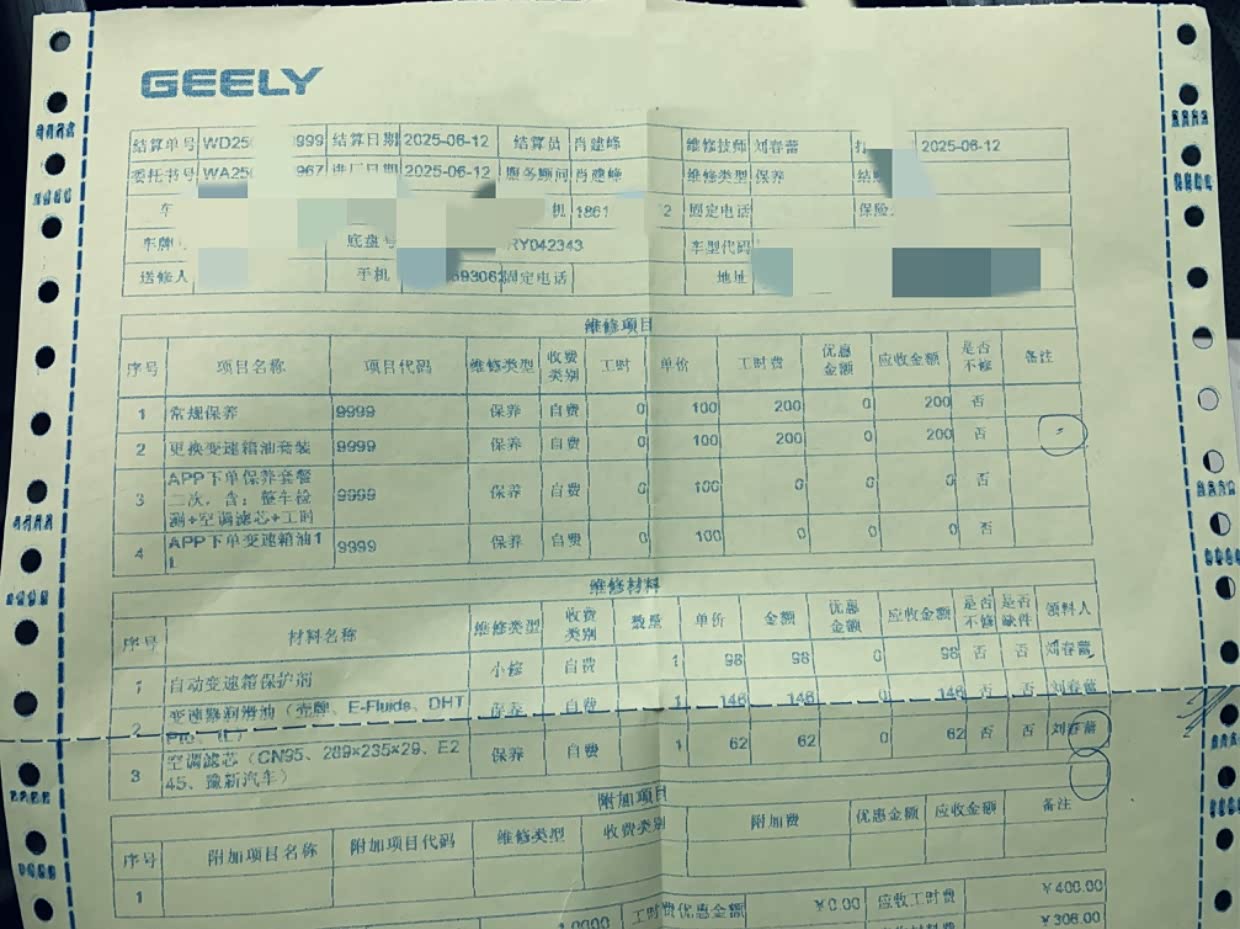 GEELY
结算单号 WD25 999 结算日期 2025-06-12 结算员 肖建峰 维修技师 刘春蕾 2025-06-12
委托书号 WA25 967 进厂日期 2025-06-12 服务顾问 肖建峰 维修类型 保养
车 机 1861 2 固定电话 保险
车牌 底盘号 RY042343 车型代码
送修人 手机 固定电话 地址
维修项目
序号 项目名称 项目代码 维修类型 收费类别 工时 单价 工时费 优惠金额 应收金额 是否不修 备注
1 常规保养 9999 保养 自费 0 100 200 0 200 否
2 更换变速箱油套装 9999 保养 自费 0 100 200 0 200 否
3 APP下单保养套餐二次，含：整车检测+空调滤芯+工时 9999 保养 自费 0 100 0 0 0 否
4 APP下单变速箱油1L 9999 保养 自费 0 100 0 0 0 否
维修材料
序号 材料名称 维修类型 收费类别 数量 单价 金额 优惠金额 应收金额 是否不修 是否缺件 领料人
1 自动变速箱保护剂 小修 自费 1 98 98 0 98 否 否 刘春蕾
2 变速器润滑油（壳牌、E-Fluids、DHT Pro、1L） 保养 自费 1 146 146 0 146 否 否 刘春蕾
3 空调滤芯（CN95、289×235×29、E245、豫新汽车） 保养 自费 1 62 62 0 62 否 否 刘春蕾
附加项目
序号 附加项目名称 附加项目代码 维修类型 收费类别 附加费 优惠金额 应收金额 备注
1
工时费优惠金额 ￥0.00 应收工时费 ￥400.00
￥306.00